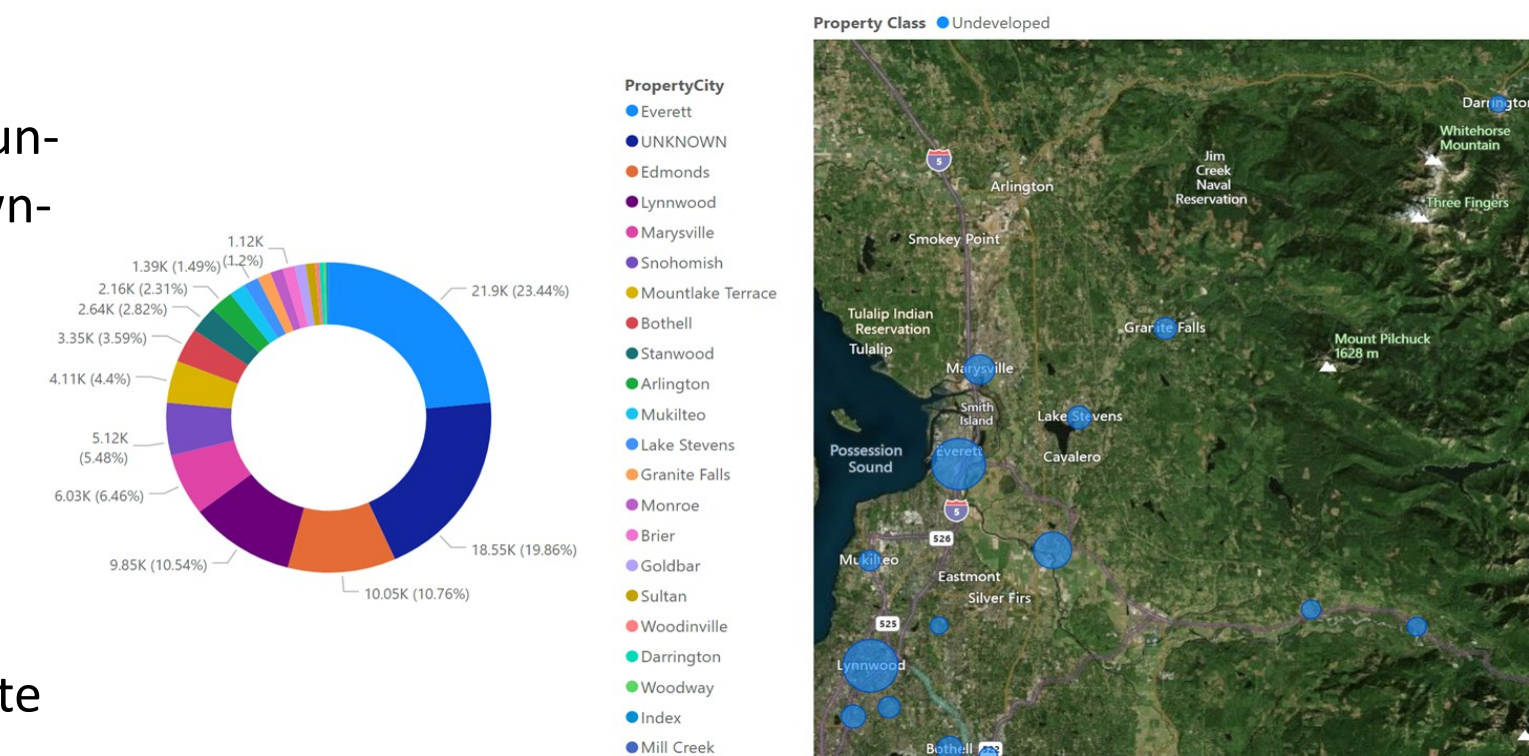 un-
wn-
te
1.12K
(1.2%)
1.39K (1.49%)
2.16K (2.31%)
2.64K (2.82%)
3.35K (3.59%)
4.11K (4.4%)
5.12K
(5.48%)
6.03K (6.46%)
9.85K (10.54%)
10.05K (10.76%)
18.55K (19.86%)
21.9K (23.44%)
PropertyCity
Everett
UNKNOWN
Edmonds
Lynnwood
Marysville
Snohomish
Mountlake Terrace
Bothell
Stanwood
Arlington
Mukilteo
Lake Stevens
Granite Falls
Monroe
Brier
Goldbar
Sultan
Woodinville
Darrington
Woodway
Index
Mill Creek
Property Class Undeveloped
Darringto
Whitehorse
Mountain
5
Jim
Creek
Naval
Reservation
Arlington
Three Fingers
Smokey Point
Tulalip Indian
Reservation
Tulalip
Granite Falls
Mount Pilchuck
1628 m
Marysville
Smith
Island
Lake Stevens
Everett
Possession
Sound
Cavalero
5
526
Mukilteo
Eastmont
Silver Firs
525
Lynnwood
Bothell
522